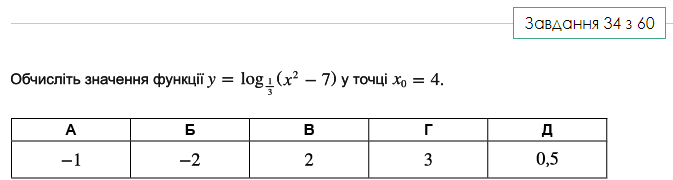 Завдання 34 з 60
Обчисліть значення функції y = log_{1/3}(x² − 7) у точці x₀ = 4.
А Б В Г Д
−1 −2 2 3 0,5